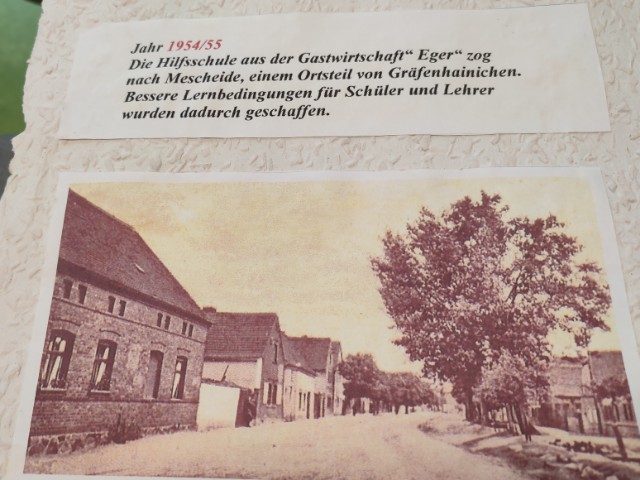 Jahr 1954/55
Die Hilfsschule aus der Gastwirtschaft“ Eger“ zog
nach Mescheide, einem Ortsteil von Gräfenhainichen.
Bessere Lernbedingungen für Schüler und Lehrer
wurden dadurch geschaffen.